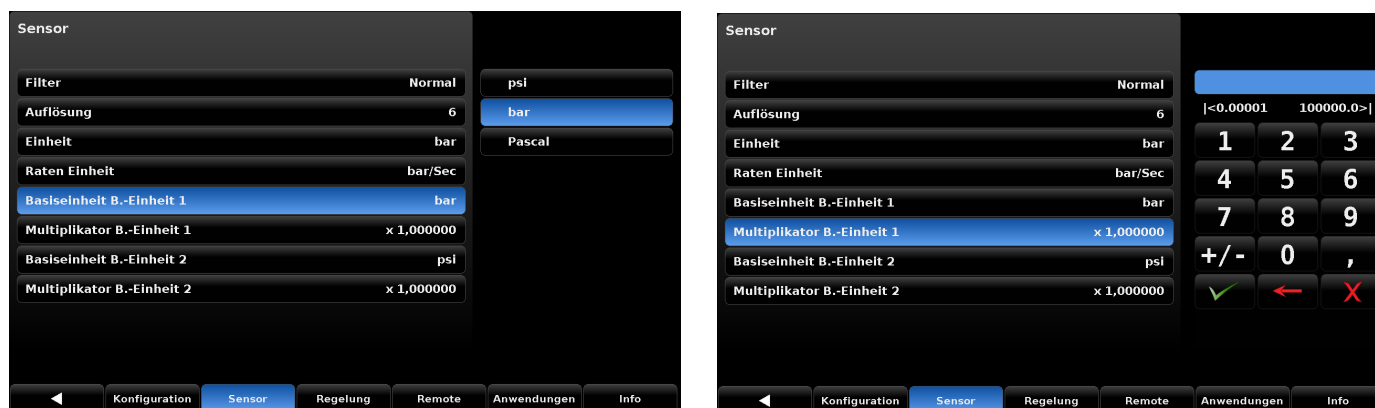 Sensor
Filter Normal
Auflösung 6
Einheit bar
Raten Einheit bar/Sec
Basiseinheit B.-Einheit 1 bar
Multiplikator B.-Einheit 1 x 1,000000
Basiseinheit B.-Einheit 2 psi
Multiplikator B.-Einheit 2 x 1,000000
psi
bar
Pascal
Konfiguration Sensor Regelung Remote Anwendungen Info
Sensor
Filter Normal
Auflösung 6
Einheit bar
Raten Einheit bar/Sec
Basiseinheit B.-Einheit 1 bar
Multiplikator B.-Einheit 1 x 1,000000
Basiseinheit B.-Einheit 2 psi
Multiplikator B.-Einheit 2 x 1,000000
|<0.00001 100000.0>|
1 2 3
4 5 6
7 8 9
+/- 0 ,
X
Konfiguration Sensor Regelung Remote Anwendungen Info